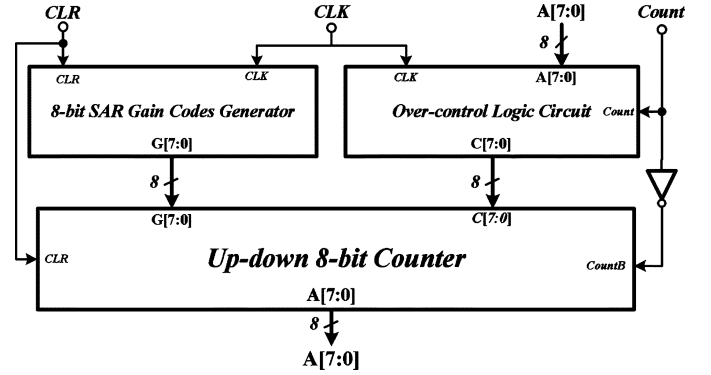 CLR CLK A[7:0] Count
8
CLR CLK CLK A[7:0]
8-bit SAR Gain Codes Generator Over-control Logic Circuit Count
G[7:0] C[7:0]
8 8
G[7:0] C[7:0]
CLR Up-down 8-bit Counter CountB
A[7:0]
8
A[7:0]